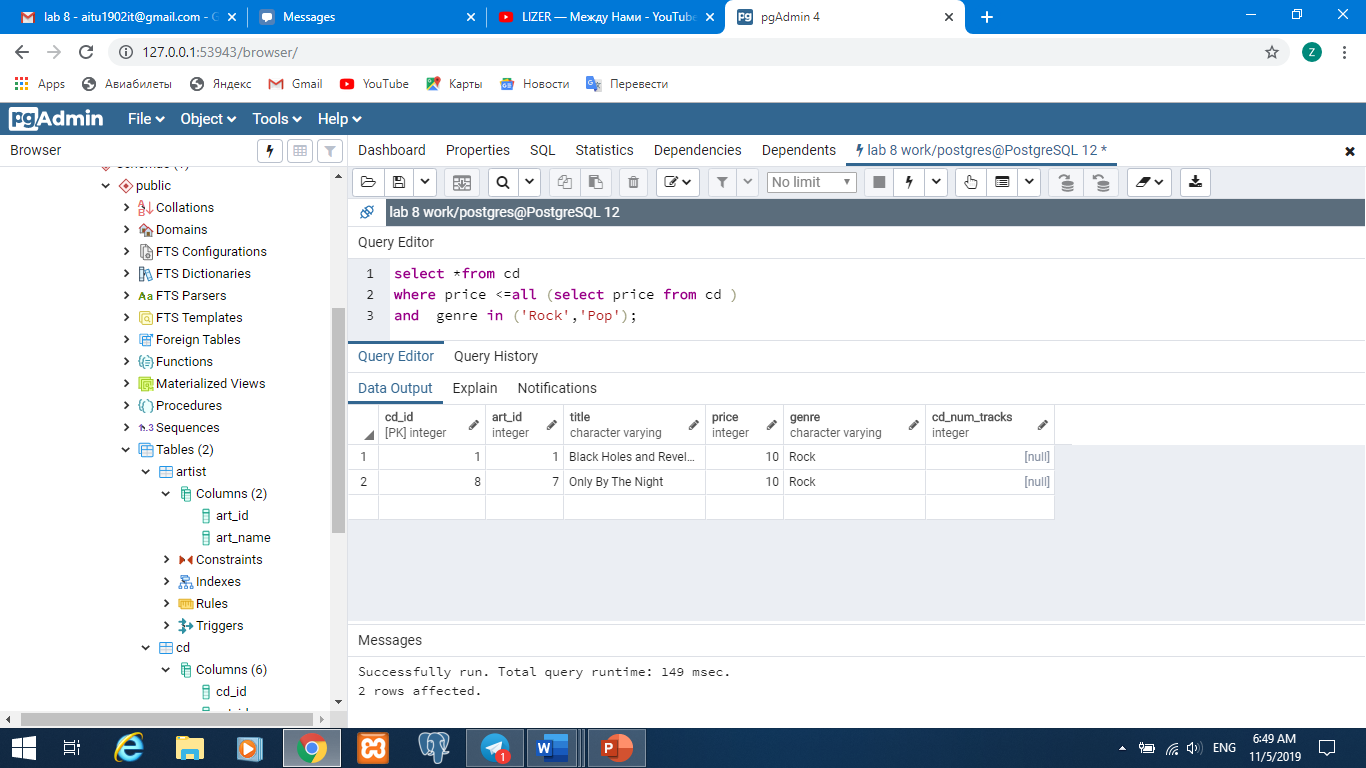 lab 8 - aitu1902it@gmail.com - G
Messages
LIZER — Между Нами - YouTube
pgAdmin 4
127.0.0.1:53943/browser/
Z
Apps
Авиабилеты
Яндекс
Gmail
YouTube
Карты
Новости
Перевести
pgAdmin
File
Object
Tools
Help
Browser
Dashboard
Properties
SQL
Statistics
Dependencies
Dependents
lab 8 work/postgres@PostgreSQL 12 *
No limit
lab 8 work/postgres@PostgreSQL 12
Query Editor
1 select *from cd
2 where price <=all (select price from cd )
3 and genre in ('Rock','Pop');
Query Editor
Query History
Data Output
Explain
Notifications
cd_id
[PK] integer
art_id
integer
title
character varying
price
integer
genre
character varying
cd_num_tracks
integer
1 1 1 Black Holes and Revel... 10 Rock [null]
2 8 7 Only By The Night 10 Rock [null]
Messages
Successfully run. Total query runtime: 149 msec.
2 rows affected.
public
Collations
Domains
FTS Configurations
FTS Dictionaries
Aa FTS Parsers
FTS Templates
Foreign Tables
Functions
Materialized Views
Procedures
1..3 Sequences
Tables (2)
artist
Columns (2)
art_id
art_name
Constraints
Indexes
Rules
Triggers
cd
Columns (6)
cd_id
1
W
P
ENG
6:49 AM
11/5/2019